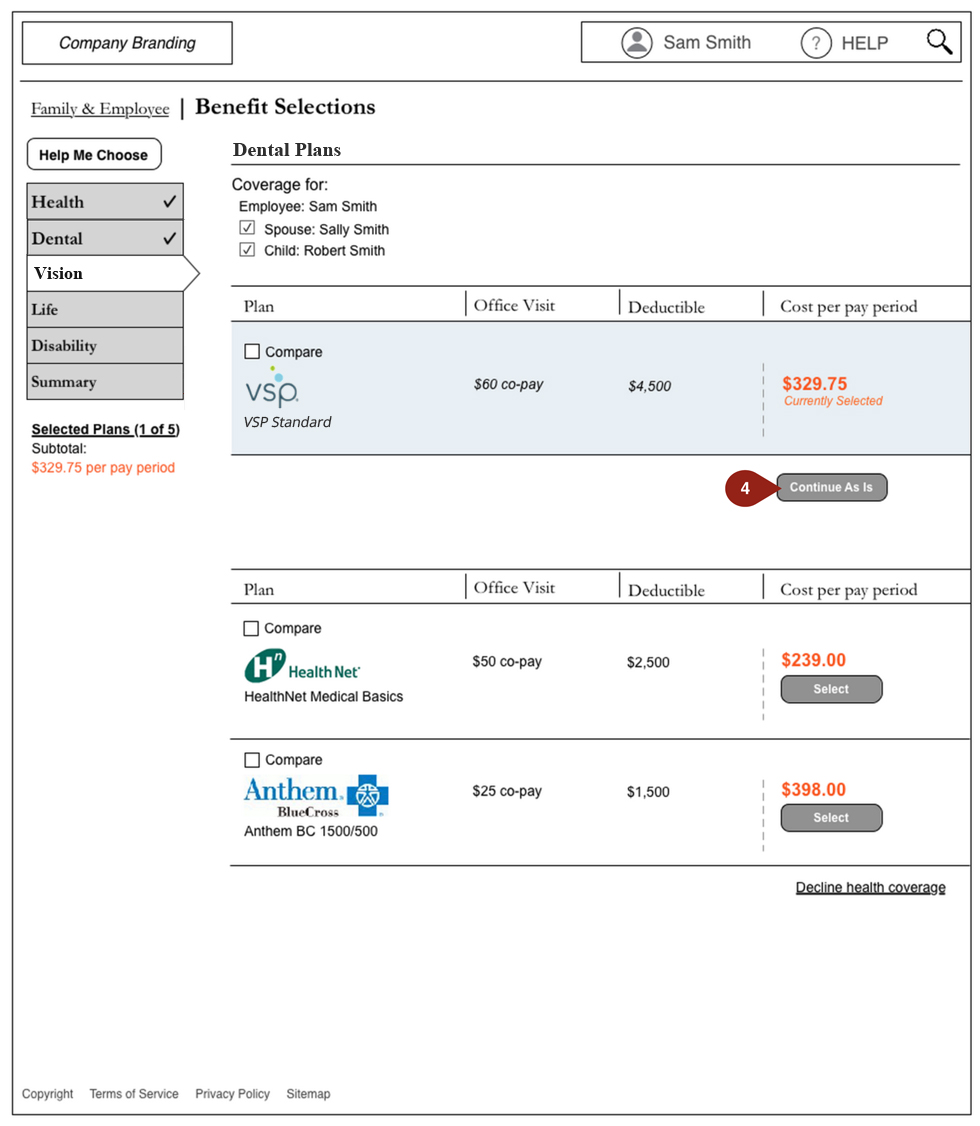 Company Branding
Sam Smith
? HELP
Family & Employee | Benefit Selections
Help Me Choose
Health ✓
Dental ✓
Vision
Life
Disability
Summary
Selected Plans (1 of 5)
Subtotal:
$329.75 per pay period
Dental Plans
Coverage for:
Employee: Sam Smith
Spouse: Sally Smith
Child: Robert Smith
Plan Office Visit Deductible Cost per pay period
Compare
vsp.
VSP Standard
$60 co-pay
$4,500
$329.75
Currently Selected
4 Continue As Is
Plan Office Visit Deductible Cost per pay period
Compare
Hn Health Net
HealthNet Medical Basics
$50 co-pay
$2,500
$239.00
Select
Compare
Anthem.
BlueCross
Anthem BC 1500/500
$25 co-pay
$1,500
$398.00
Select
Decline health coverage
Copyright Terms of Service Privacy Policy Sitemap